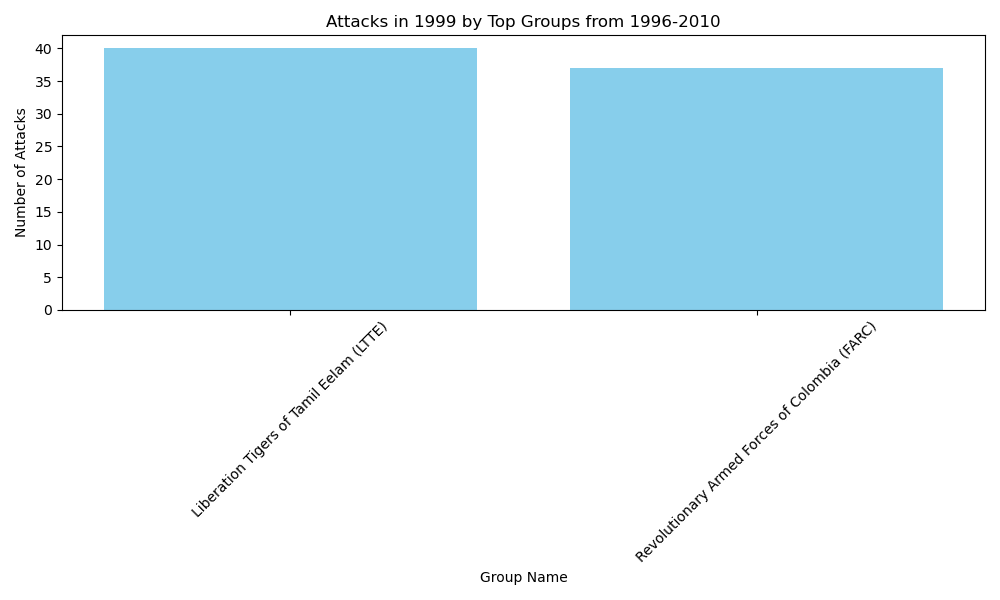 Attacks in 1999 by Top Groups from 1996-2010
Number of Attacks
40
35
30
25
20
15
10
5
0
Liberation Tigers of Tamil Eelam (LTTE)
Revolutionary Armed Forces of Colombia (FARC)
Group Name